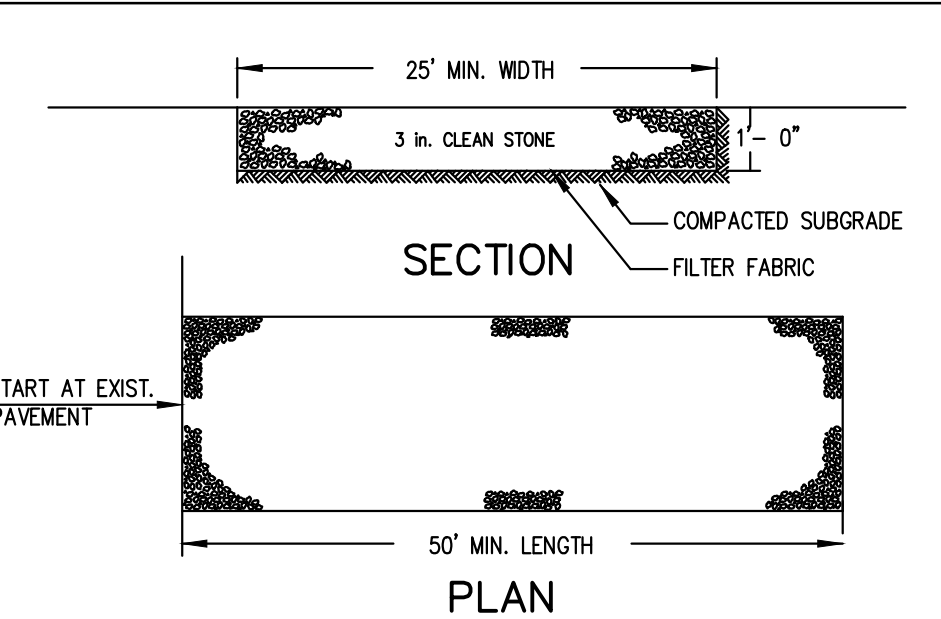 25' MIN. WIDTH
3 in. CLEAN STONE
1'- 0"
COMPACTED SUBGRADE
SECTION
FILTER FABRIC
TART AT EXIST.
PAVEMENT
50' MIN. LENGTH
PLAN